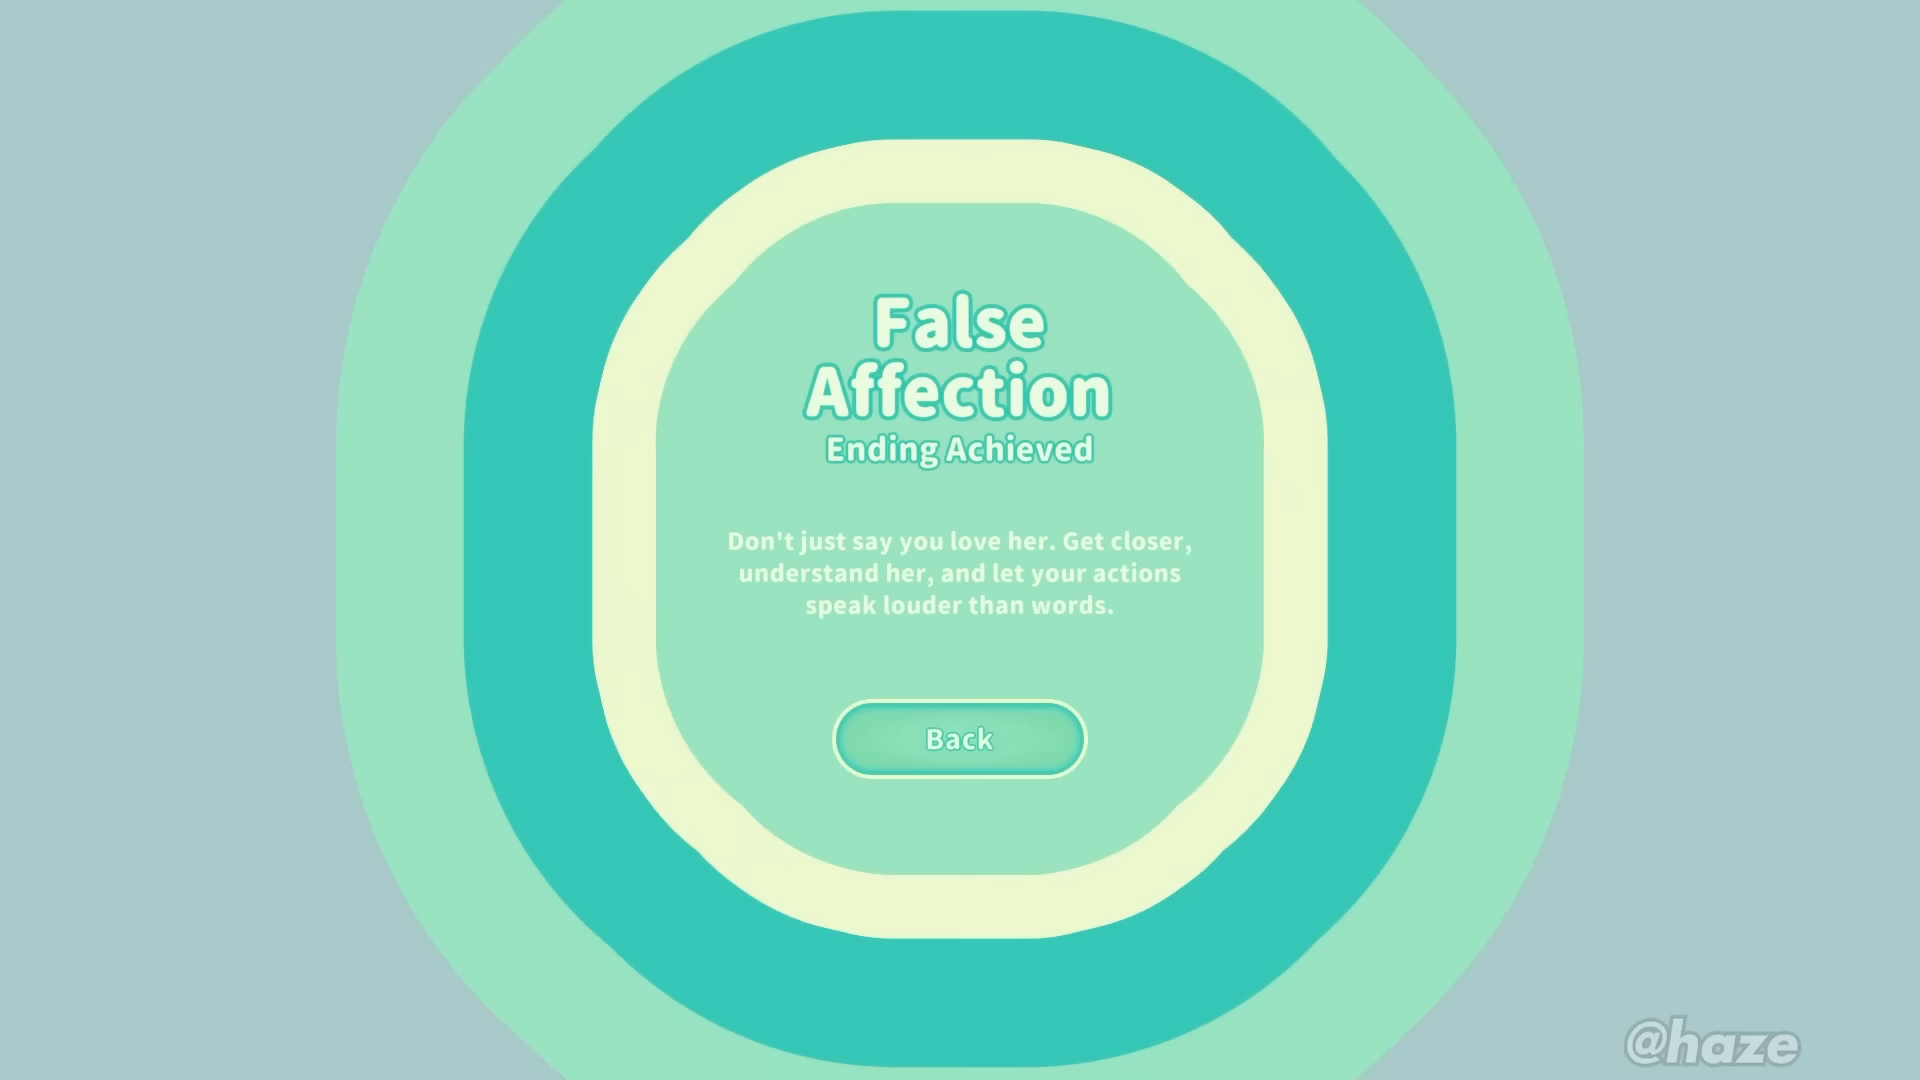 False
Affection
Ending Achieved
Don't just say you love her. Get closer,
understand her, and let your actions
speak louder than words.
Back
@haze